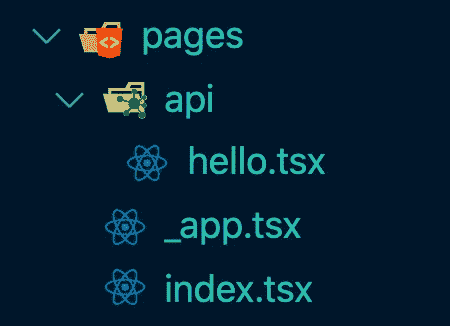 pages
api
hello.tsx
_app.tsx
index.tsx